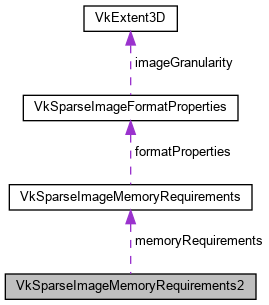 VkExtent3D
imageGranularity
VkSparseImageFormatProperties
formatProperties
VkSparseImageMemoryRequirements
memoryRequirements
VkSparseImageMemoryRequirements2